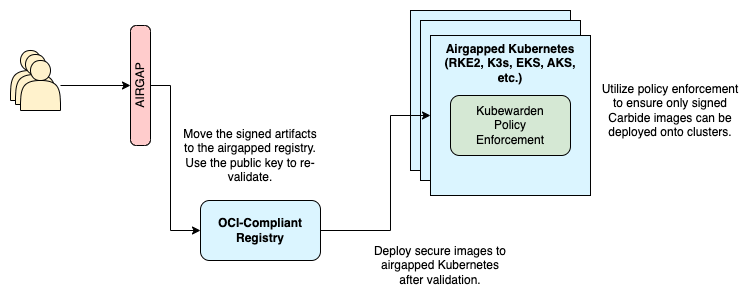 AIRGAP
Move the signed artifacts
to the airgapped registry.
Use the public key to re-
validate.
OCI-Compliant
Registry
Deploy secure images to
airgapped Kubernetes
after validation.
Airgapped Kubernetes
(RKE2, K3s, EKS, AKS,
etc.)
Kubewarden
Policy
Enforcement
Utilize policy enforcement
to ensure only signed
Carbide images can be
deployed onto clusters.